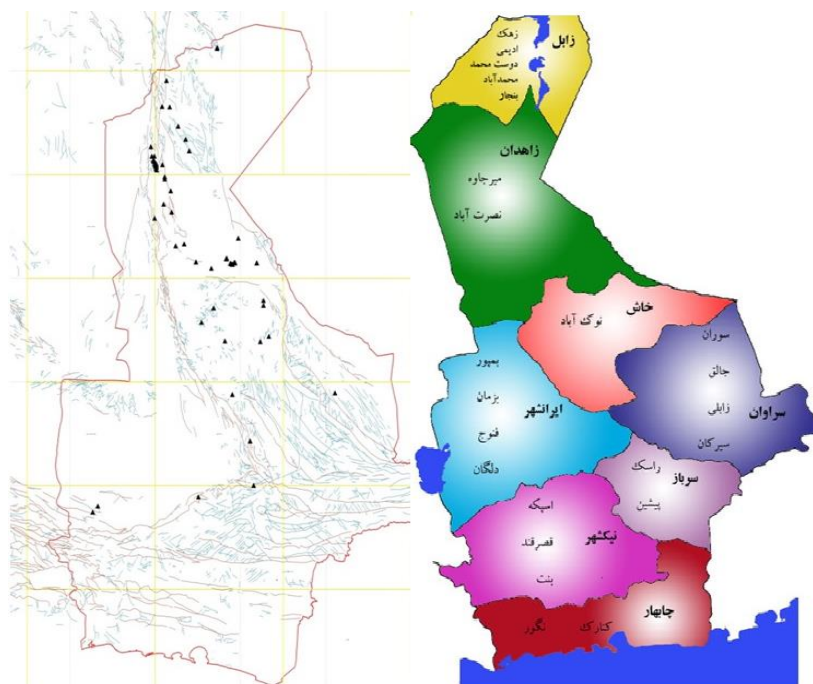 زابل
زهک
ادیمی
دوست محمد
محمدآباد
بنجار
زاهدان
میرجاوه
نصرت آباد
خاش
نوک آباد
سراوان
سوران
جالق
زابلی
سیرکان
ایرانشهر
بمپور
بزمان
فنوج
دلگان
سرباز
راسک
پیشین
نیکشهر
اسپکه
قصرقند
بنت
چابهار
کنارک
نگور